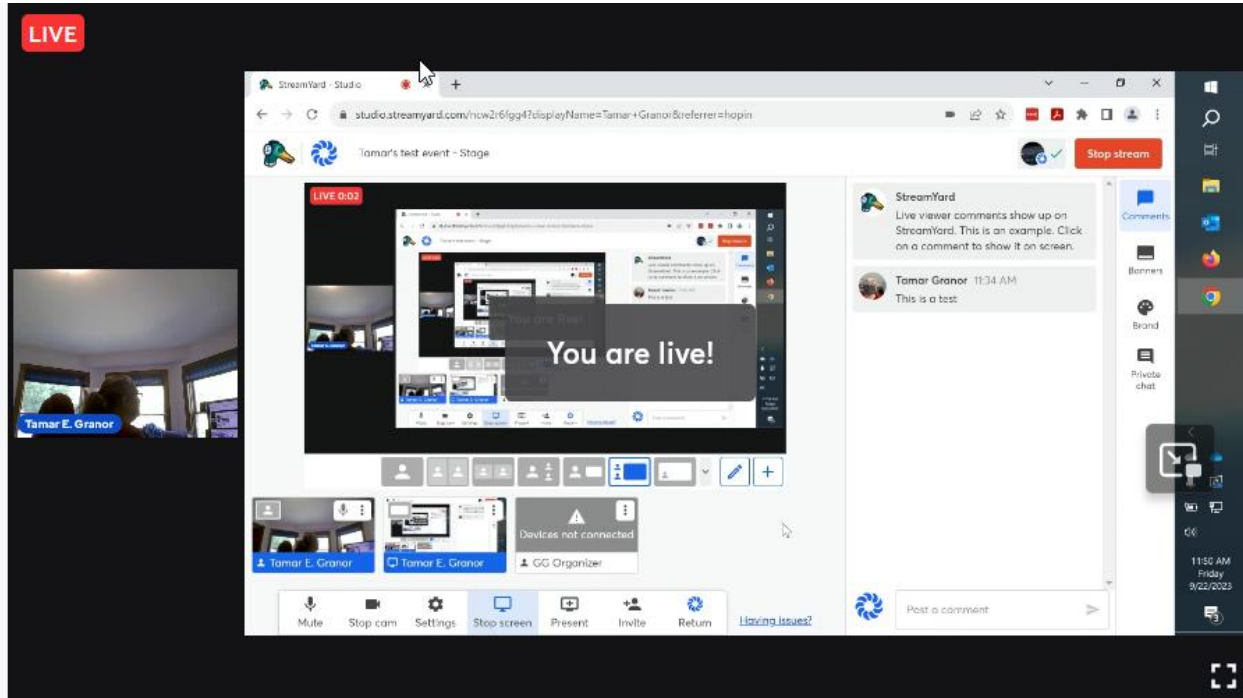 LIVE
StreamYard - Studio
studio.streamyard.com/ncw2r6fgg4?displayName=Tamar+Granor&referrer=hopin
Tamar's test event - Stage
Stop stream
LIVE 0:02
You are live!
StreamYard
Live viewer comments show up on
StreamYard. This is an example. Click
on a comment to show it on screen.
Tamar Granor 11:34 AM
This is a test
Comments
Banners
Brand
Private
chat
Tamar E. Granor
Devices not connected
Tamar E. Granor
Tamar E. Granor
GG Organizer
Mute
Stop cam
Settings
Stop screen
Present
Invite
Return
Having issues?
Post a comment
11:50 AM
Friday
9/22/2023
3